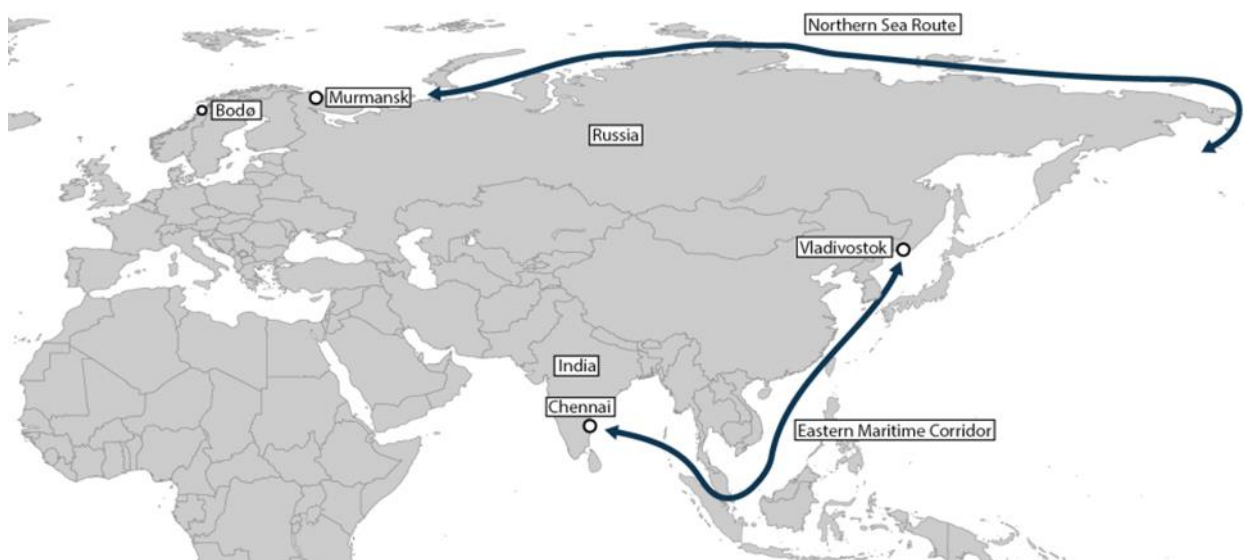 Northern Sea Route
Murmansk
Bodø
Russia
Vladivostok
India
Chennai
Eastern Maritime Corridor